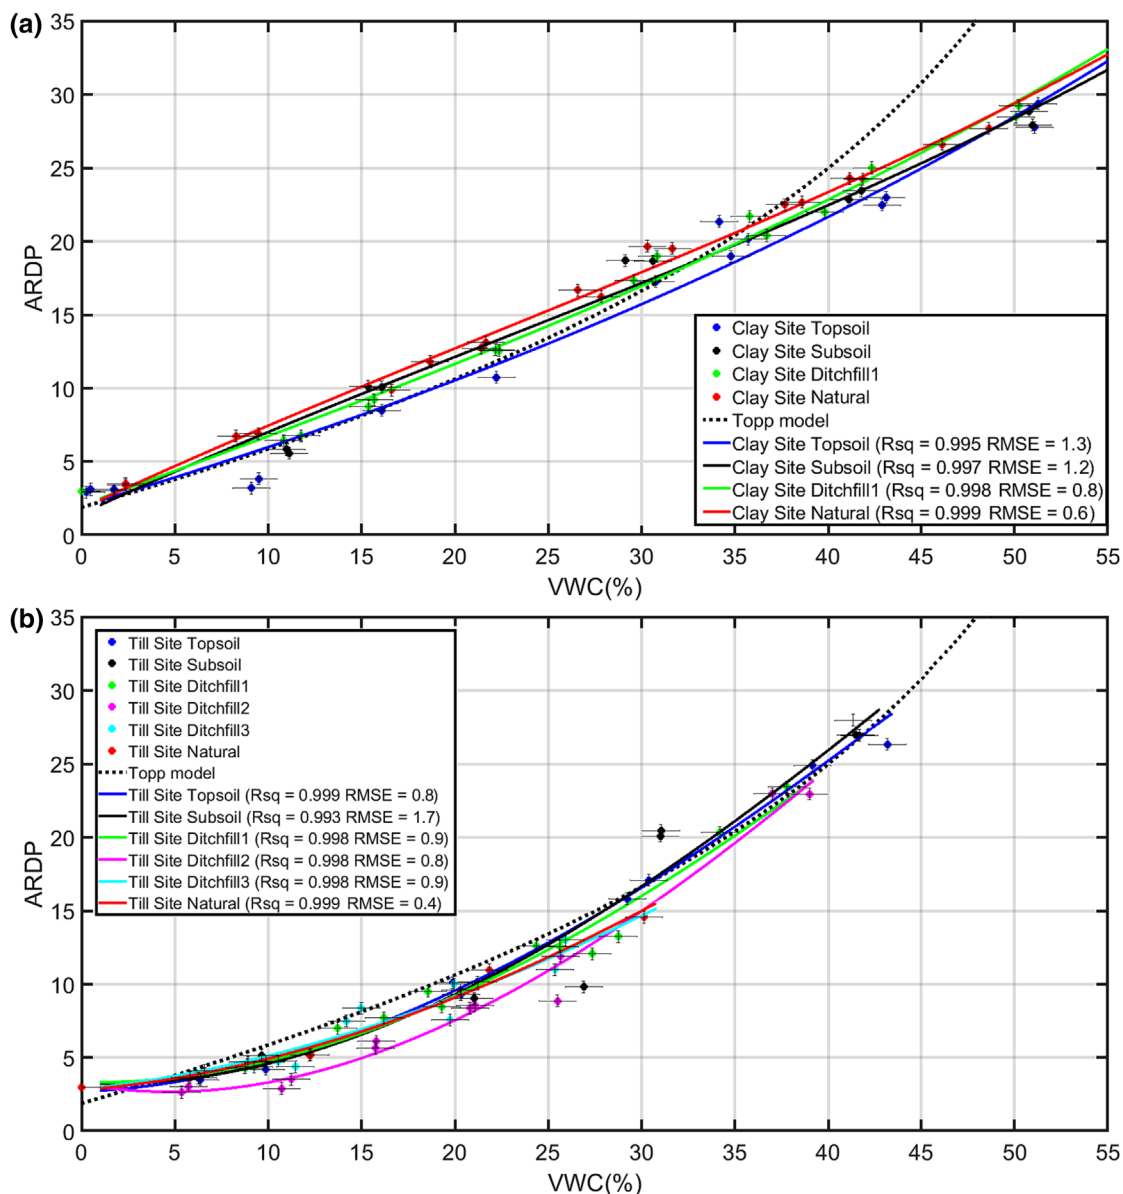 (a)
35
30
25
20
15
10
5
0
ARDP
0 5 10 15 20 25 30 35 40 45 50 55
VWC(%)
Clay Site Topsoil
Clay Site Subsoil
Clay Site Ditchfill1
Clay Site Natural
Topp model
Clay Site Topsoil (Rsq = 0.995 RMSE = 1.3)
Clay Site Subsoil (Rsq = 0.997 RMSE = 1.2)
Clay Site Ditchfill1 (Rsq = 0.998 RMSE = 0.8)
Clay Site Natural (Rsq = 0.999 RMSE = 0.6)
(b)
35
30
25
20
15
10
5
0
ARDP
Till Site Topsoil
Till Site Subsoil
Till Site Ditchfill1
Till Site Ditchfill2
Till Site Ditchfill3
Till Site Natural
Topp model
Till Site Topsoil (Rsq = 0.999 RMSE = 0.8)
Till Site Subsoil (Rsq = 0.993 RMSE = 1.7)
Till Site Ditchfill1 (Rsq = 0.998 RMSE = 0.9)
Till Site Ditchfill2 (Rsq = 0.998 RMSE = 0.8)
Till Site Ditchfill3 (Rsq = 0.998 RMSE = 0.9)
Till Site Natural (Rsq = 0.999 RMSE = 0.4)
0 5 10 15 20 25 30 35 40 45 50 55
VWC(%)